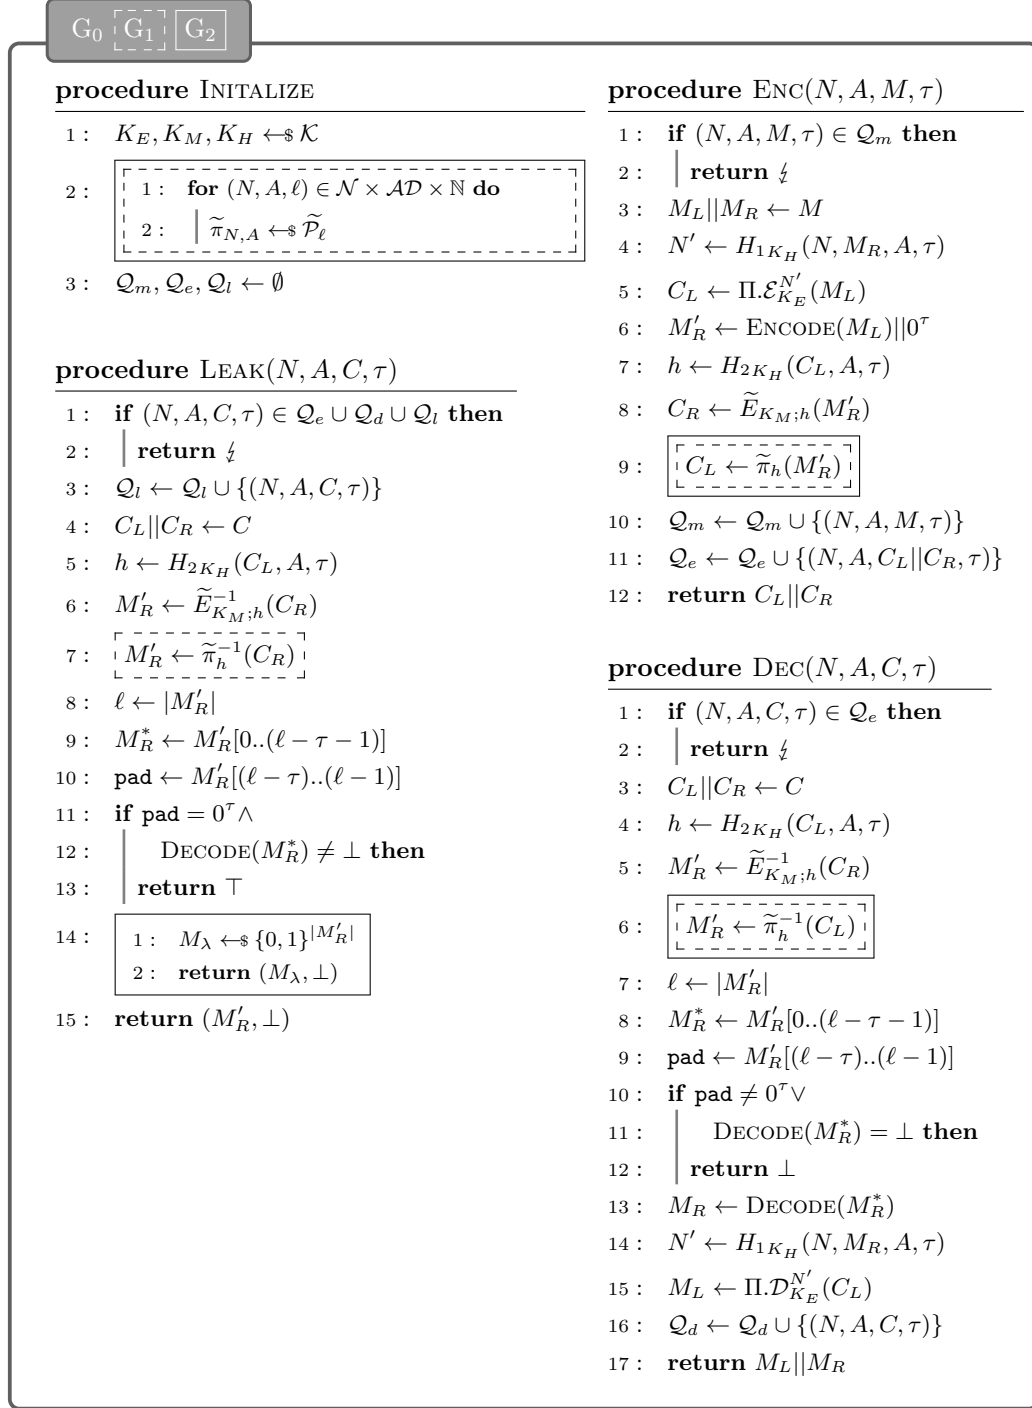 G₀ G₁ G₂
procedure INITALIZE
1 : K_E, K_M, K_H ←$ 𝒦
2 :
1 : for (N, A, ℓ) ∈ 𝒩 × 𝒜𝒟 × ℕ do
2 : π̃_{N,A} ←$ 𝒫̃_ℓ
3 : 𝒬_m, 𝒬_e, 𝒬_l ← ∅
procedure LEAK(N, A, C, τ)
1 : if (N, A, C, τ) ∈ 𝒬_e ∪ 𝒬_d ∪ 𝒬_l then
2 : return ↯
3 : 𝒬_l ← 𝒬_l ∪ {(N, A, C, τ)}
4 : C_L||C_R ← C
5 : h ← H_{2 K_H}(C_L, A, τ)
6 : M′_R ← Ẽ^{-1}_{K_M;h}(C_R)
7 : M′_R ← π̃_h^{-1}(C_R)
8 : ℓ ← |M′_R|
9 : M*_R ← M′_R[0..(ℓ − τ − 1)]
10 : pad ← M′_R[(ℓ − τ)..(ℓ − 1)]
11 : if pad = 0^τ ∧
12 : DECODE(M*_R) ≠ ⊥ then
13 : return ⊤
14 :
1 : M_λ ←$ {0, 1}^{|M′_R|}
2 : return (M_λ, ⊥)
15 : return (M′_R, ⊥)
procedure ENC(N, A, M, τ)
1 : if (N, A, M, τ) ∈ 𝒬_m then
2 : return ↯
3 : M_L||M_R ← M
4 : N′ ← H_{1 K_H}(N, M_R, A, τ)
5 : C_L ← Π.ℰ^{N′}_{K_E}(M_L)
6 : M′_R ← ENCODE(M_L)||0^τ
7 : h ← H_{2 K_H}(C_L, A, τ)
8 : C_R ← Ẽ_{K_M;h}(M′_R)
9 : C_L ← π̃_h(M′_R)
10 : 𝒬_m ← 𝒬_m ∪ {(N, A, M, τ)}
11 : 𝒬_e ← 𝒬_e ∪ {(N, A, C_L||C_R, τ)}
12 : return C_L||C_R
procedure DEC(N, A, C, τ)
1 : if (N, A, C, τ) ∈ 𝒬_e then
2 : return ↯
3 : C_L||C_R ← C
4 : h ← H_{2 K_H}(C_L, A, τ)
5 : M′_R ← Ẽ^{-1}_{K_M;h}(C_R)
6 : M′_R ← π̃_h^{-1}(C_L)
7 : ℓ ← |M′_R|
8 : M*_R ← M′_R[0..(ℓ − τ − 1)]
9 : pad ← M′_R[(ℓ − τ)..(ℓ − 1)]
10 : if pad ≠ 0^τ ∨
11 : DECODE(M*_R) = ⊥ then
12 : return ⊥
13 : M_R ← DECODE(M*_R)
14 : N′ ← H_{1 K_H}(N, M_R, A, τ)
15 : M_L ← Π.𝒟^{N′}_{K_E}(C_L)
16 : 𝒬_d ← 𝒬_d ∪ {(N, A, C, τ)}
17 : return M_L||M_R